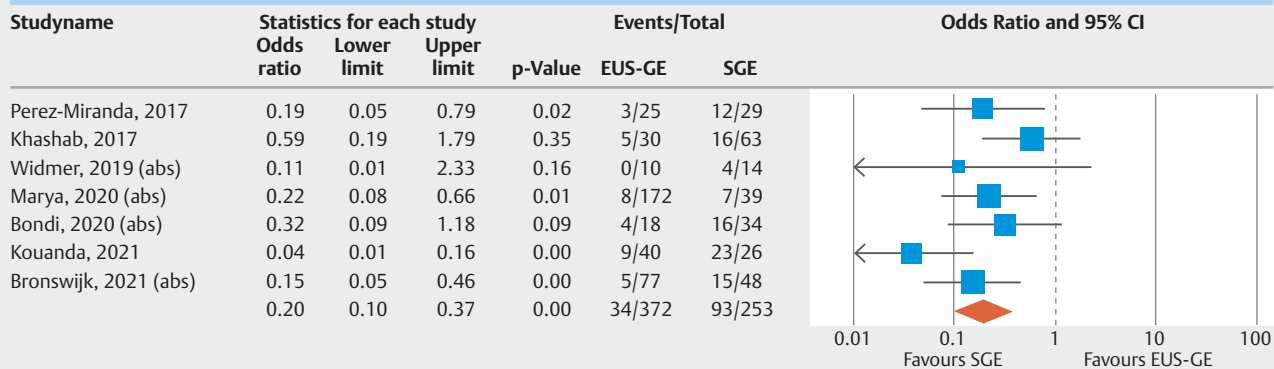 Studyname Statistics for each study Events/Total Odds Ratio and 95% CI
Odds ratio Lower limit Upper limit p-Value EUS-GE SGE
Perez-Miranda, 2017 0.19 0.05 0.79 0.02 3/25 12/29
Khashab, 2017 0.59 0.19 1.79 0.35 5/30 16/63
Widmer, 2019 (abs) 0.11 0.01 2.33 0.16 0/10 4/14
Marya, 2020 (abs) 0.22 0.08 0.66 0.01 8/172 7/39
Bondi, 2020 (abs) 0.32 0.09 1.18 0.09 4/18 16/34
Kouanda, 2021 0.04 0.01 0.16 0.00 9/40 23/26
Bronswijk, 2021 (abs) 0.15 0.05 0.46 0.00 5/77 15/48
0.20 0.10 0.37 0.00 34/372 93/253
0.01 0.1 1 10 100
Favours SGE Favours EUS-GE